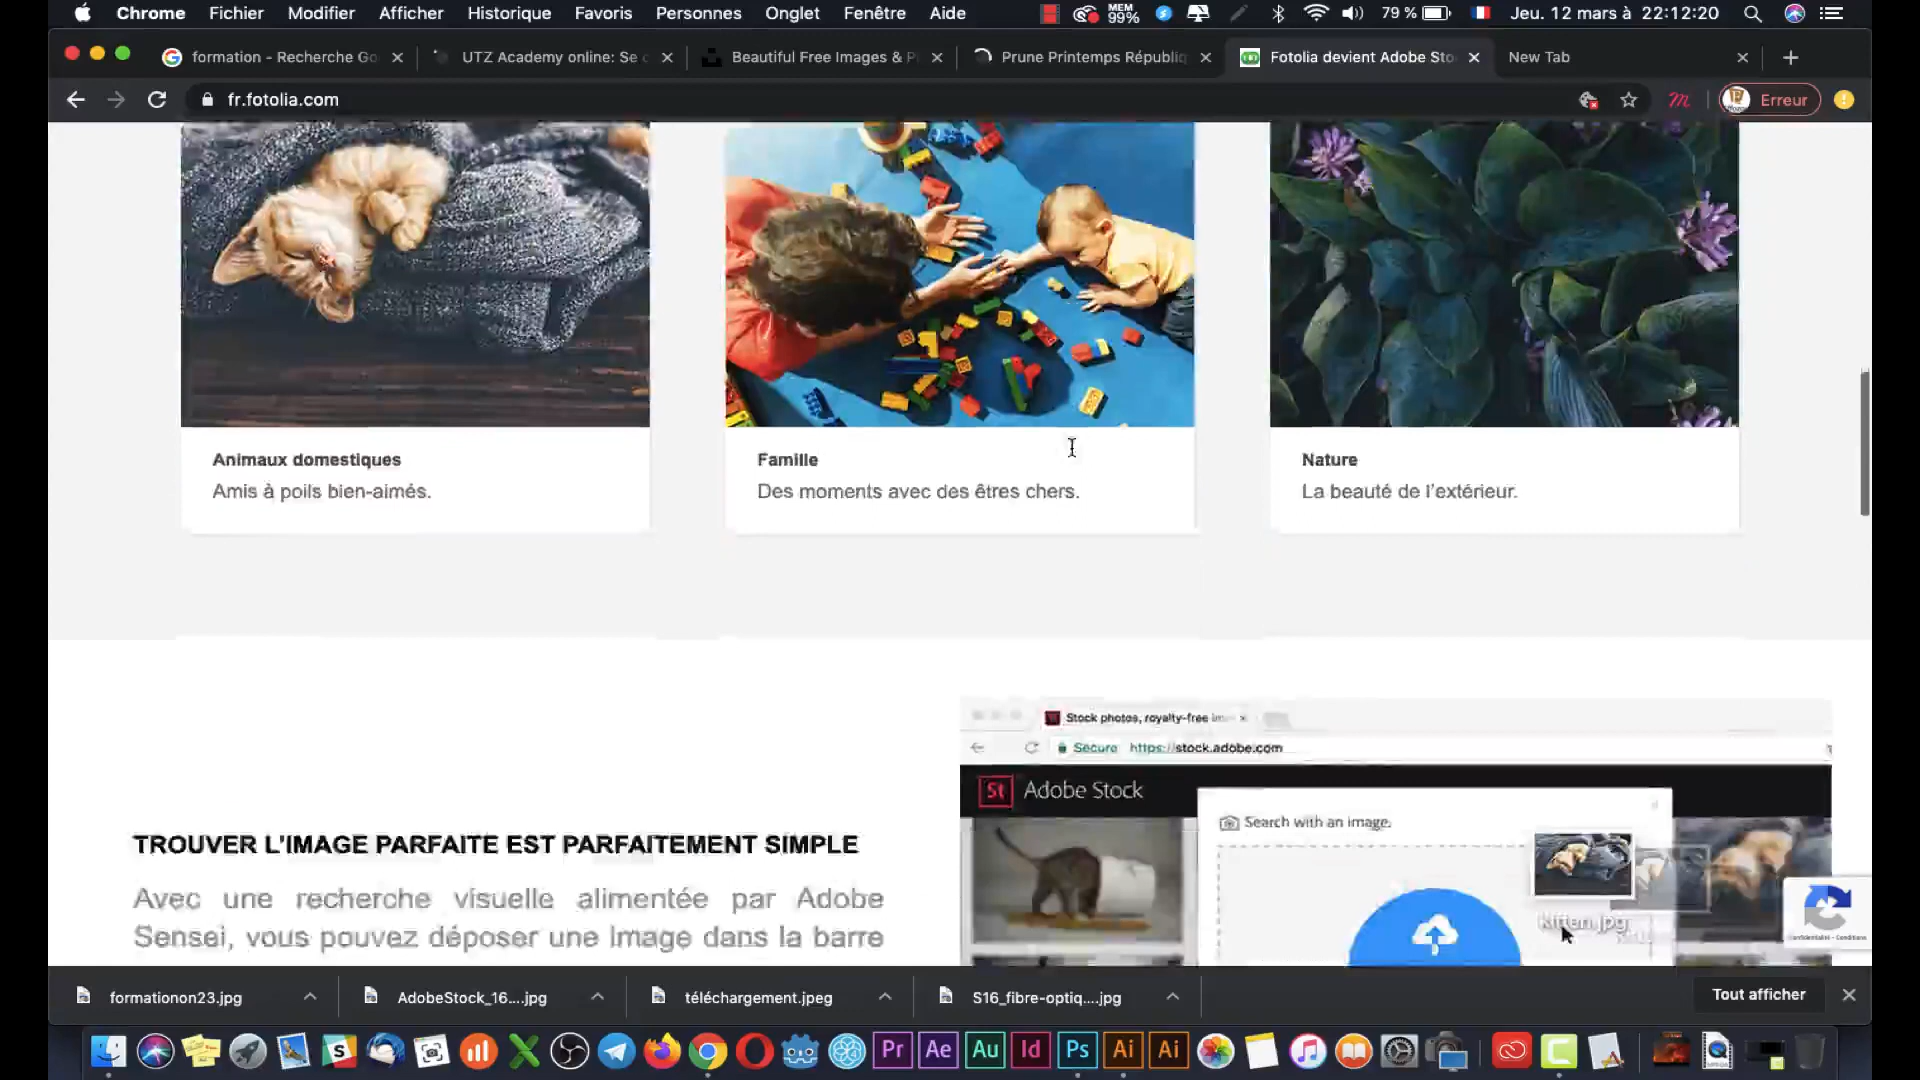 Chrome Fichier Modifier Afficher Historique Favoris Personnes Onglet Fenêtre Aide MEM 99% 79 % Jeu. 12 mars à 22:12:20
formation - Recherche Go UTZ Academy online: Se c Beautiful Free Images & P Prune Printemps Républiq Fotolia devient Adobe Sto New Tab
fr.fotolia.com Erreur
Animaux domestiques
Amis à poils bien-aimés.
Famille
Des moments avec des êtres chers.
Nature
La beauté de l'extérieur.
TROUVER L'IMAGE PARFAITE EST PARFAITEMENT SIMPLE
Avec une recherche visuelle alimentée par Adobe
Sensei, vous pouvez déposer une image dans la barre
Stock photos, royalty-free
Secure https://stock.adobe.com
St Adobe Stock
Search with an image.
kitten.jpg
Confidentialité - Conditions
formationon23.jpg AdobeStock_16....jpg téléchargement.jpeg S16_fibre-optiq....jpg Tout afficher
Pr Ae Au Id Ps Ai Ai